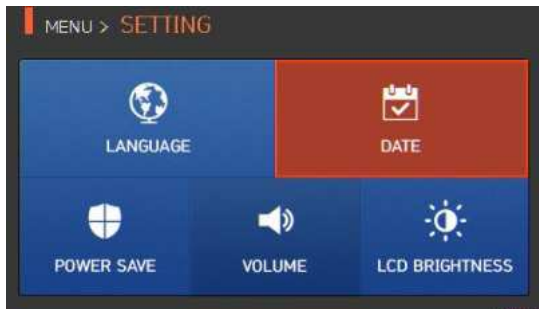 MENU > SETTING
LANGUAGE
DATE
POWER SAVE
VOLUME
LCD BRIGHTNESS